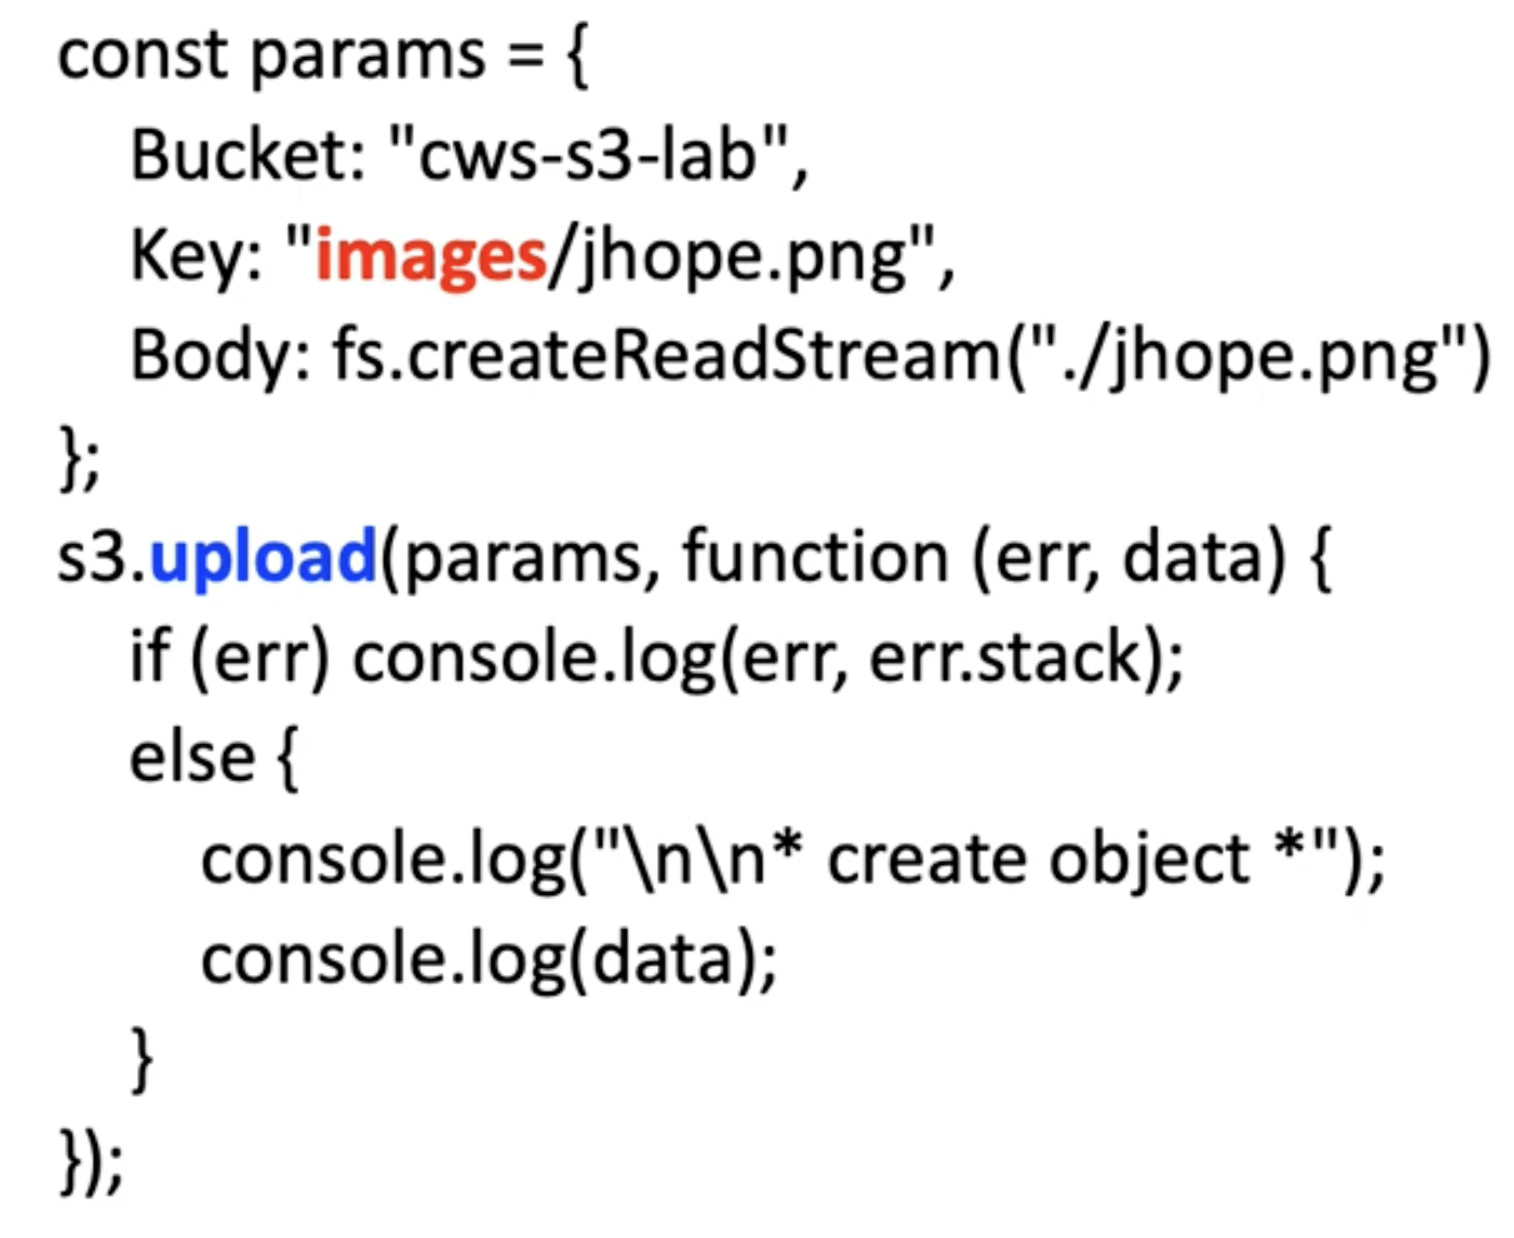 const params = {
Bucket: "cws-s3-lab",
Key: "images/jhope.png",
Body: fs.createReadStream("./jhope.png")
};
s3.upload(params, function (err, data) {
if (err) console.log(err, err.stack);
else {
console.log("\n\n* create object *");
console.log(data);
}
});